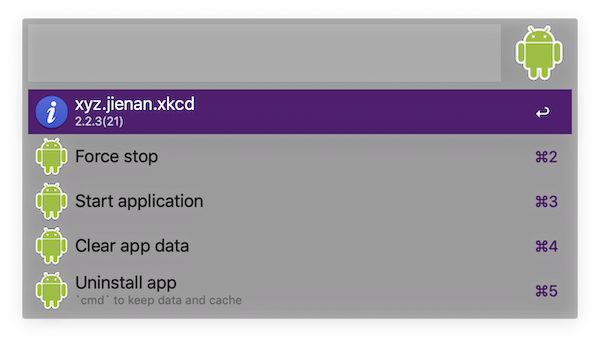 xyz.jienan.xkcd
2.2.3(21)
Force stop ⌘2
Start application ⌘3
Clear app data ⌘4
Uninstall app ⌘5
`cmd` to keep data and cache